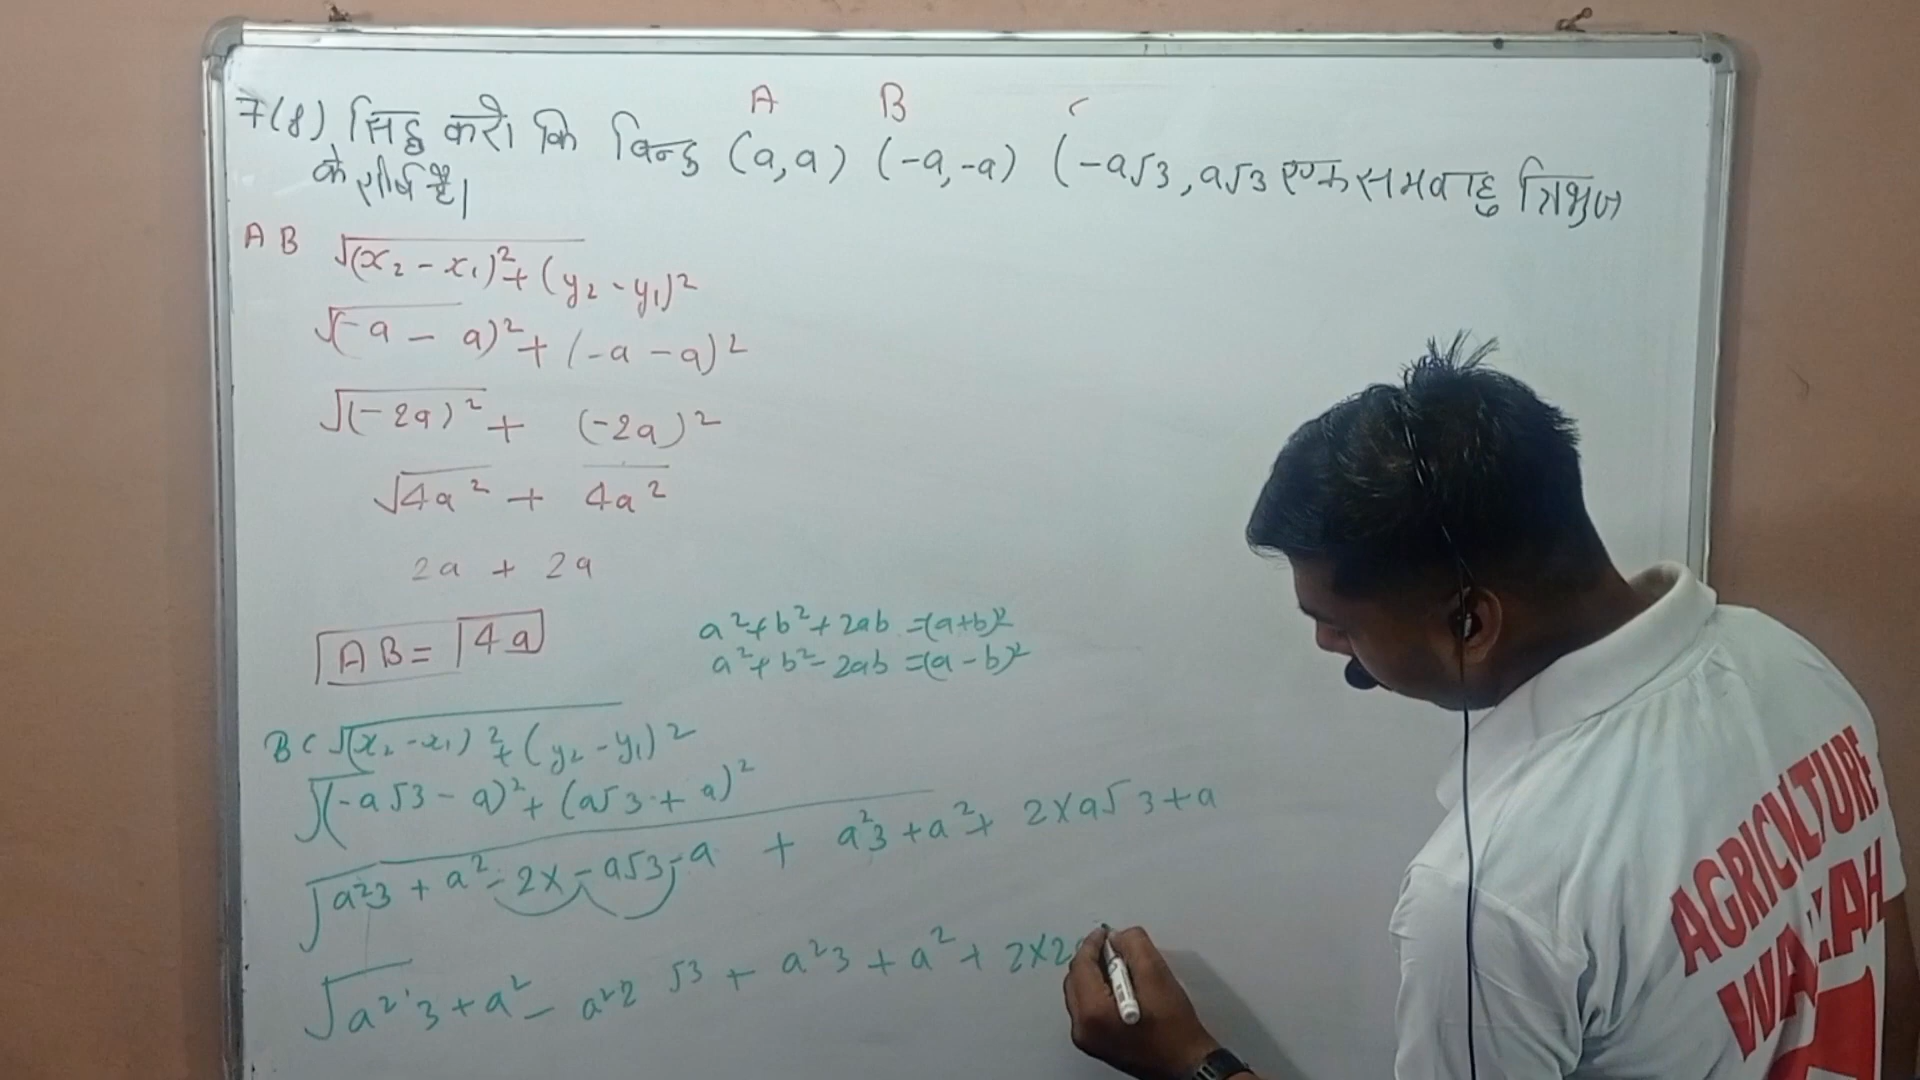 7(8) सिद्ध करो कि बिन्दु (a,a) (-a,-a) (-a√3, a√3 एक समबाहु त्रिभुज
A B C
के शीर्ष है।
A B √(x₂ - x₁)² + (y₂ - y₁)²
√(-a - a)² + (-a - a)²
√(-2a)² + (-2a)²
√4a² + 4a²
2a + 2a
AB = 4a
a² + b² + 2ab = (a+b)²
a² + b² - 2ab = (a-b)²
BC √(x₂ - x₁)² + (y₂ - y₁)²
√(-a√3 - a)² + (a√3 + a)²
√a²3 + a² - 2x - a√3 - a + a²3 + a² + 2xa√3 + a
√a²3 + a² - a²2 √3 + a²3 + a² + 2x2
AGRICULTURE
WALLAH